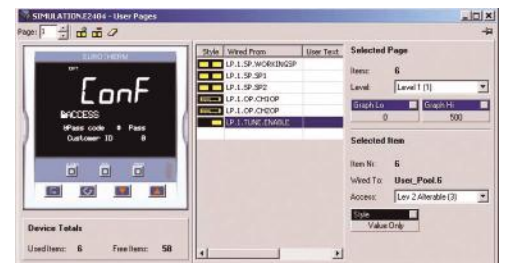 SIMULATION.E2404 - User Pages
Page: 1
EUROTHERM
OP1
ConF
ACCESS
Pass code Pass
Customer ID 0
Device Totals
Used Items: 6 Free Items: 58
Style Wired From User Text
LP.1.SP.WORKINGSP
LP.1.SP.SP1
LP.1.SP.SP2
LP.1.OP.CH1OP
LP.1.OP.CH2OP
LP.1.TUNE.ENABLE
Selected Page
Items: 6
Level: Level 1 (1)
Graph Lo Graph Hi
0 500
Selected Item
Item Nr: 6
Wired To: User_Pool.6
Access: Lev 2 Alterable (3)
Style
Value Only